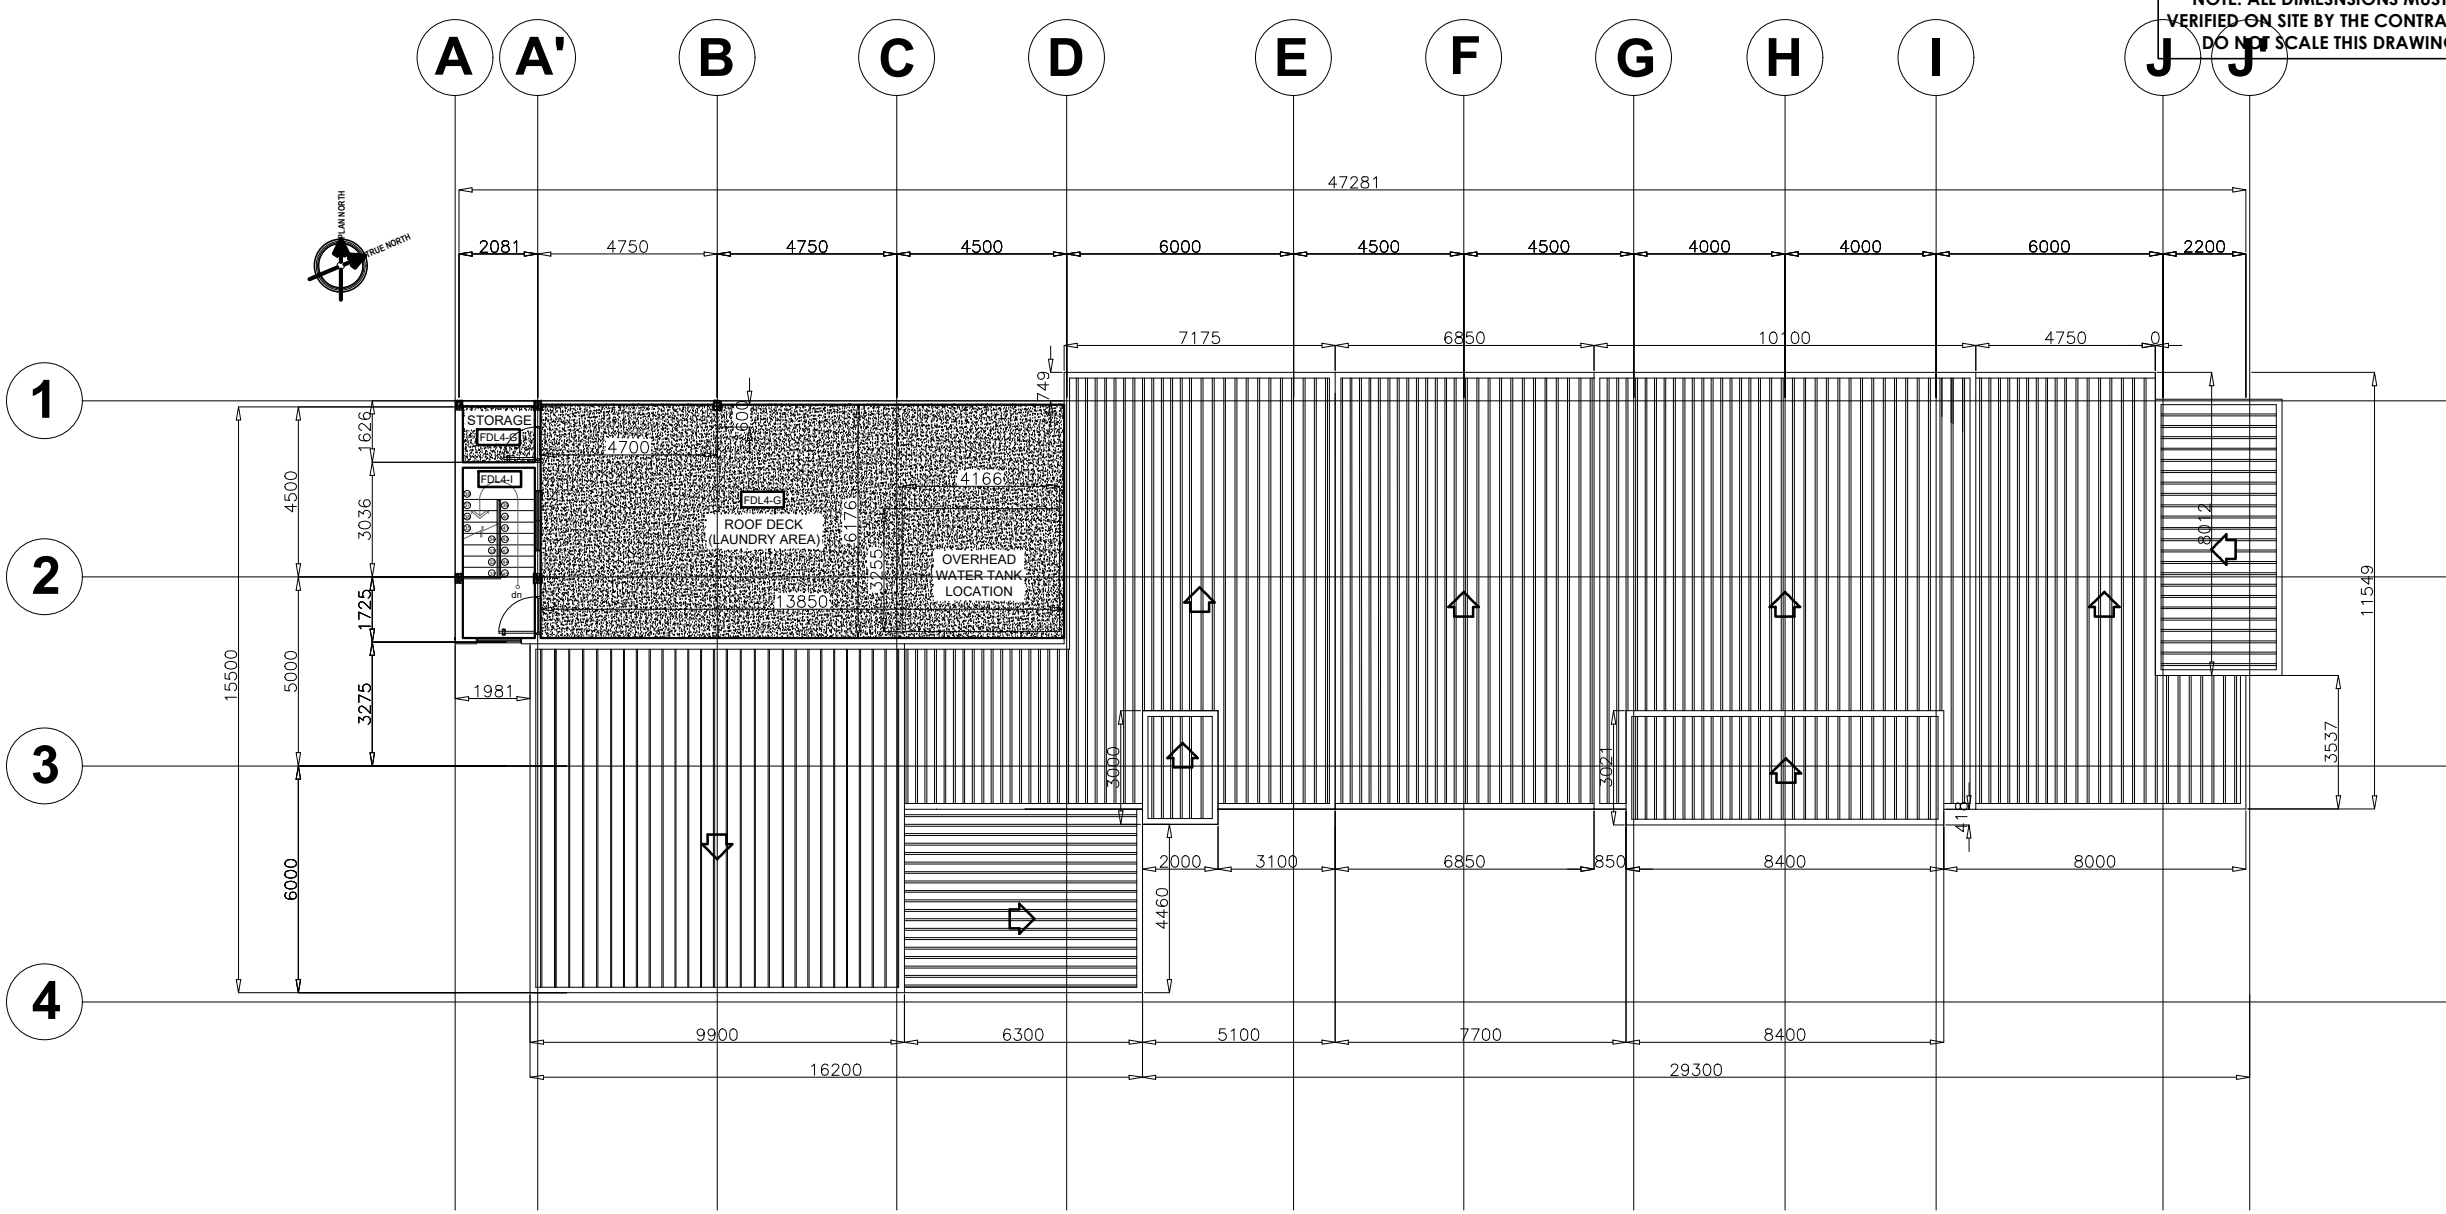 NOTE: ALL DIMESNSIONS MUST
VERIFIED ON SITE BY THE CONTRA
DO NOT SCALE THIS DRAWING
A A' B C D E F G H I J J'
47281
PLAN NORTH
TRUE NORTH
2081 4750 4750 4500 6000 4500 4500 4000 4000 6000 2200
7175 6850 10100 4750 0
749
1
STORAGE
FDL4-G
1626
600
4700
4166
FDL4-I
FDL4-G
4500
3036
ROOF DECK
(LAUNDRY AREA)
6176
3255
8012
OVERHEAD
WATER TANK
LOCATION
2
dn
13850
1725
11549
15500
5000
1981
3275
3000
3021
3537
3
418
6000
2000 3100 6850 850 8400 8000
4460
4
9900 6300 5100 7700 8400
16200 29300